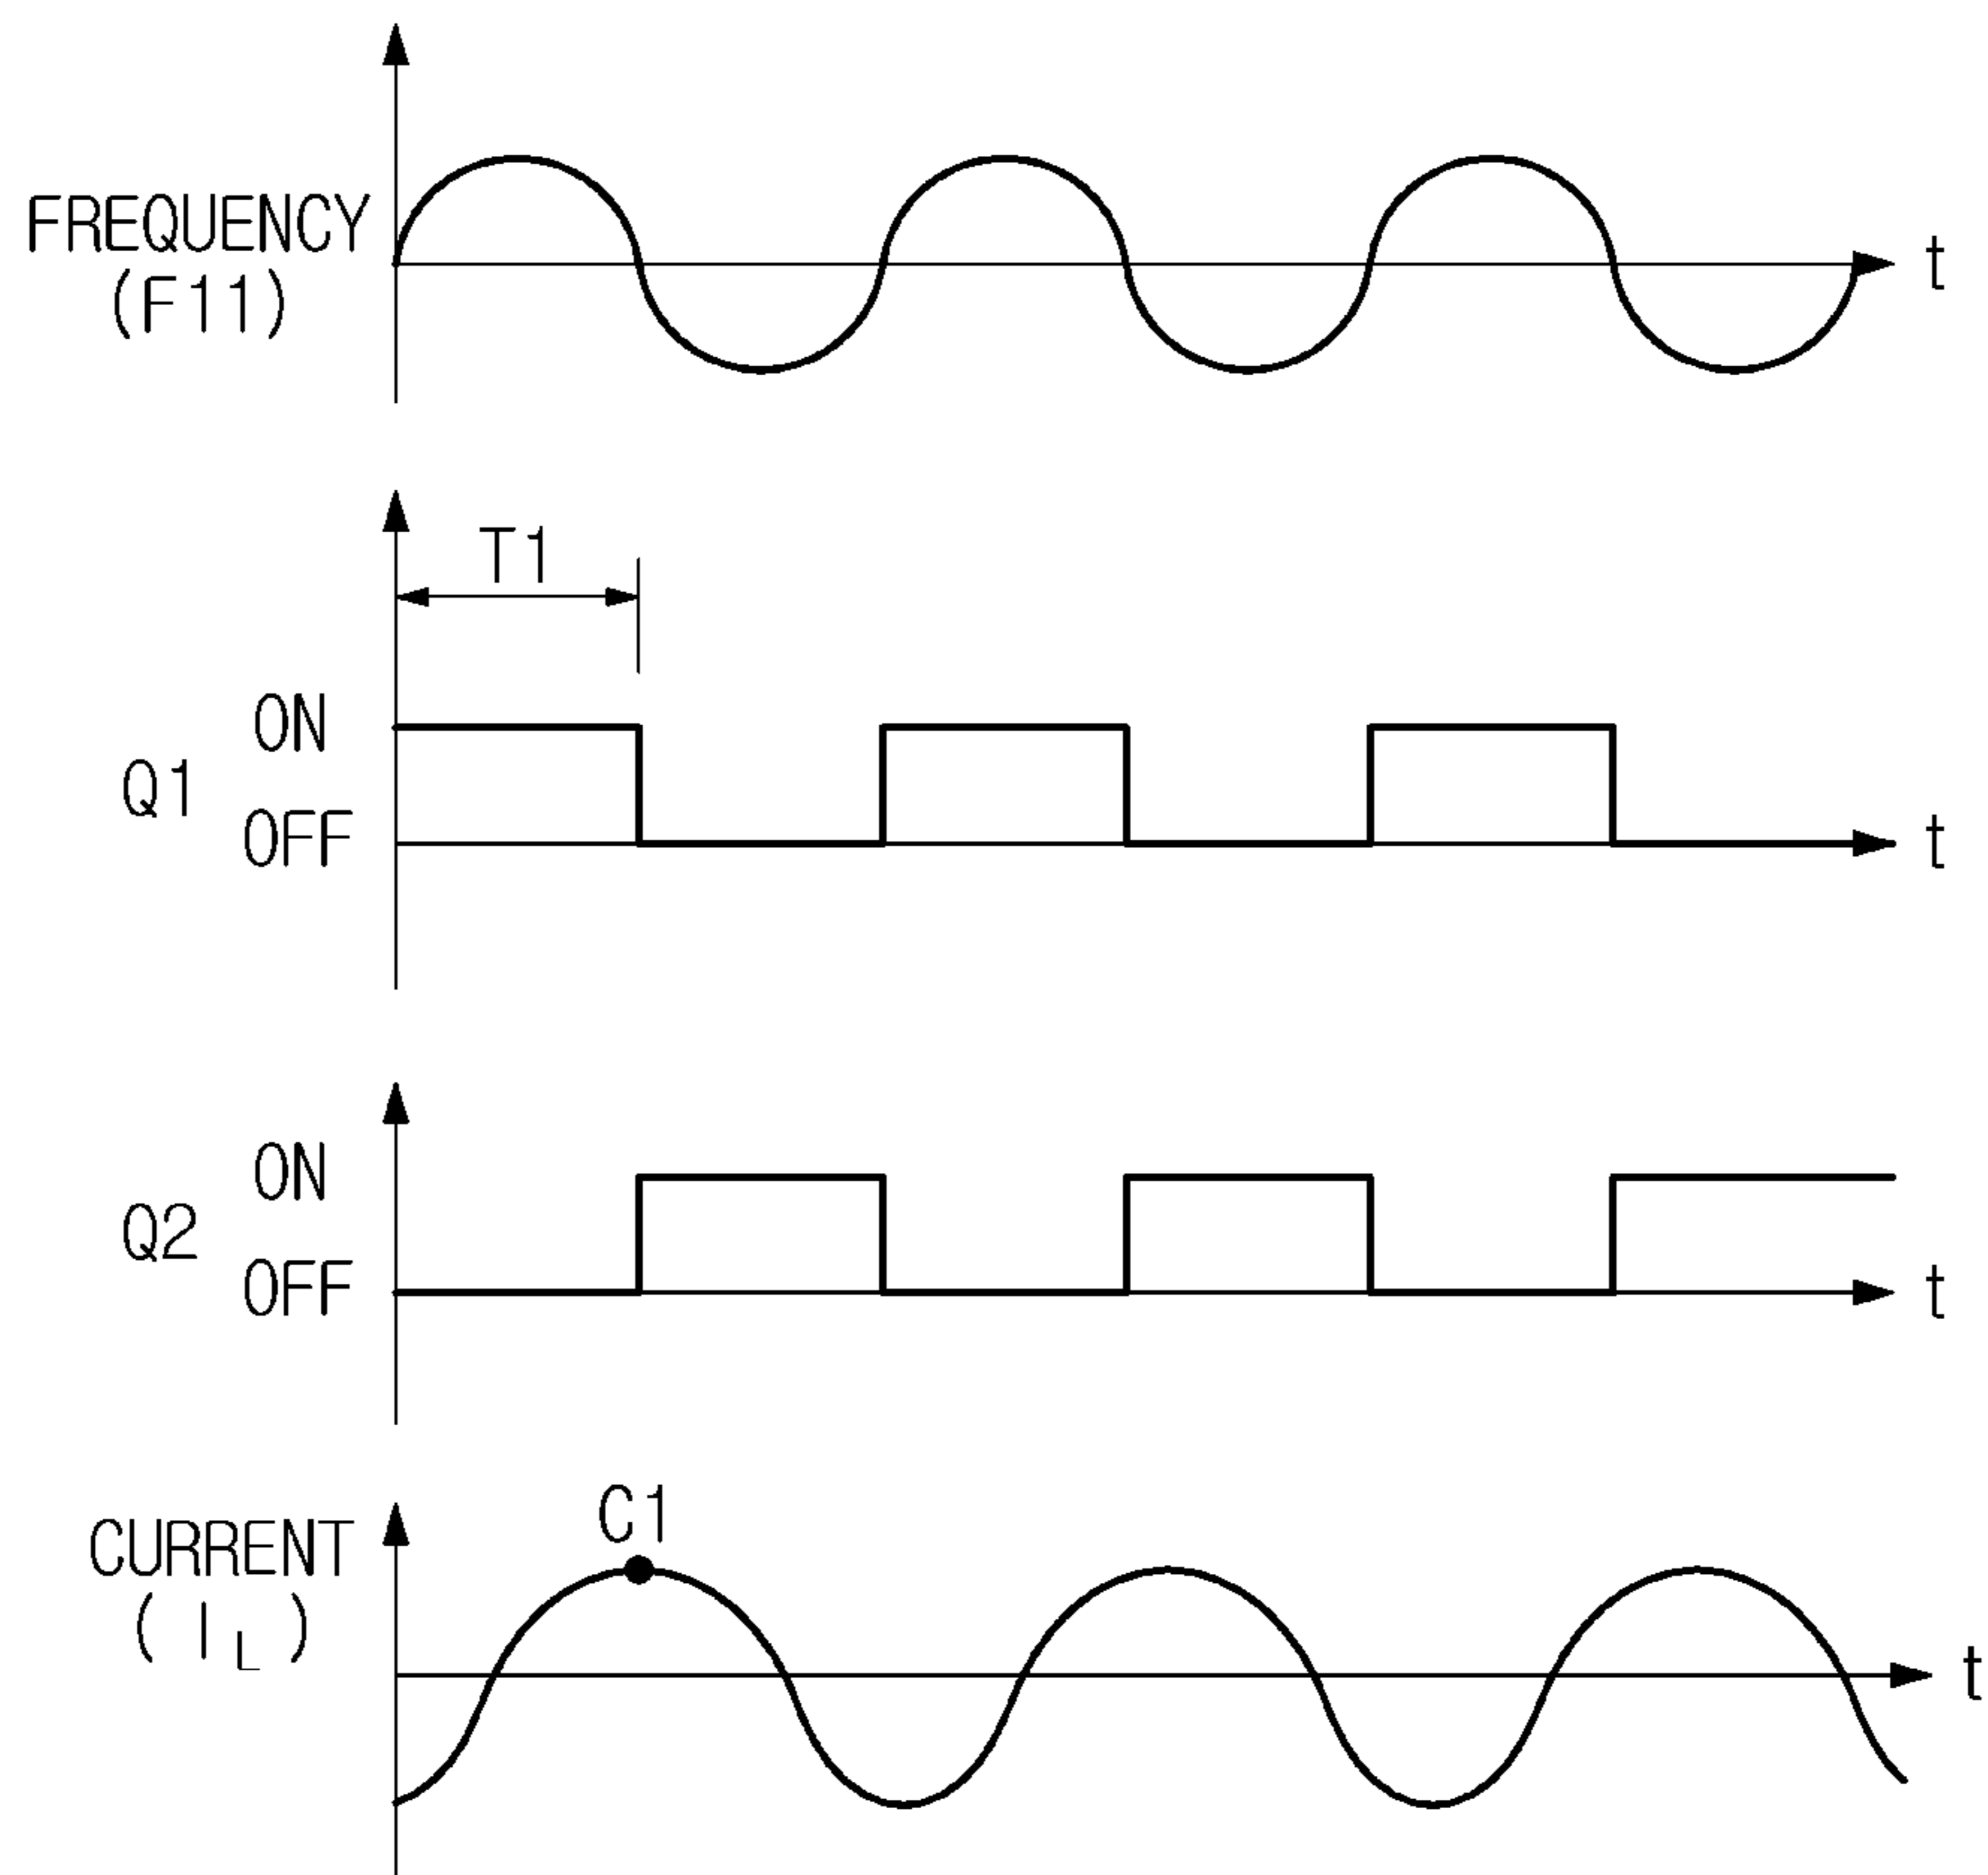 FREQUENCY
(F11)
t
T1
ON
Q1
OFF
t
ON
Q2
OFF
t
C1
CURRENT
(IL)
t